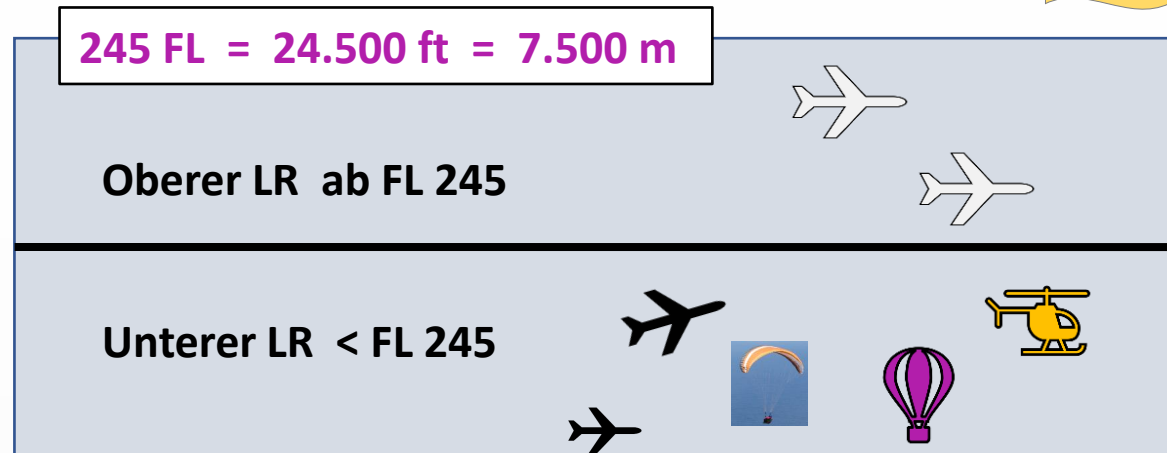 245 FL = 24.500 ft = 7.500 m
Oberer LR ab FL 245
Unterer LR < FL 245